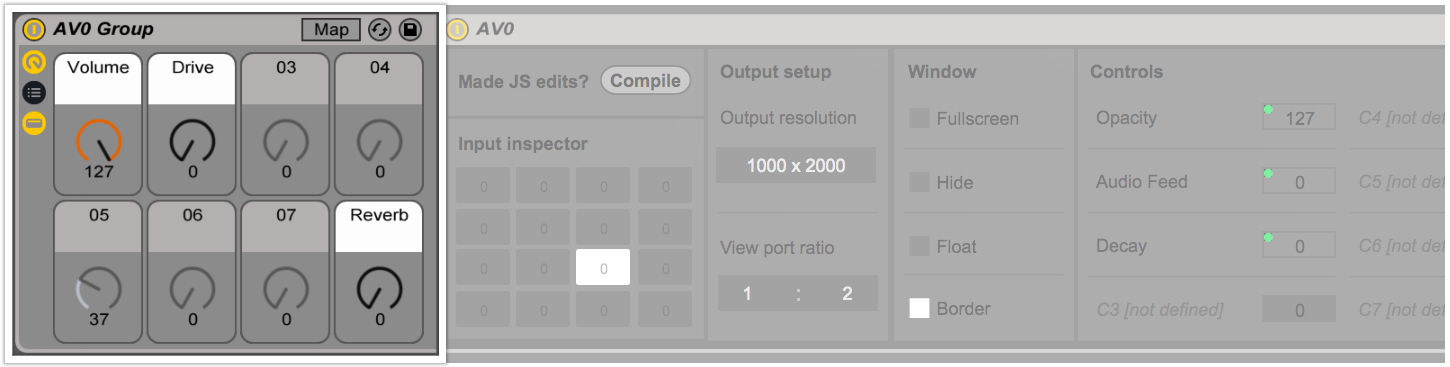 AV0 Group Map
Volume Drive 03 04
127 0 0 0
05 06 07 Reverb
37 0 0 0
AV0
Made JS edits? Compile
Input inspector
0 0 0 0
0 0 0 0
0 0 0 0
0 0 0 0
Output setup
Output resolution
1000 x 2000
View port ratio
1 : 2
Window
Fullscreen
Hide
Float
Border
Controls
Opacity 127 C4 [not def
Audio Feed 0 C5 [not def
Decay 0 C6 [not def
C3 [not defined] 0 C7 [not def